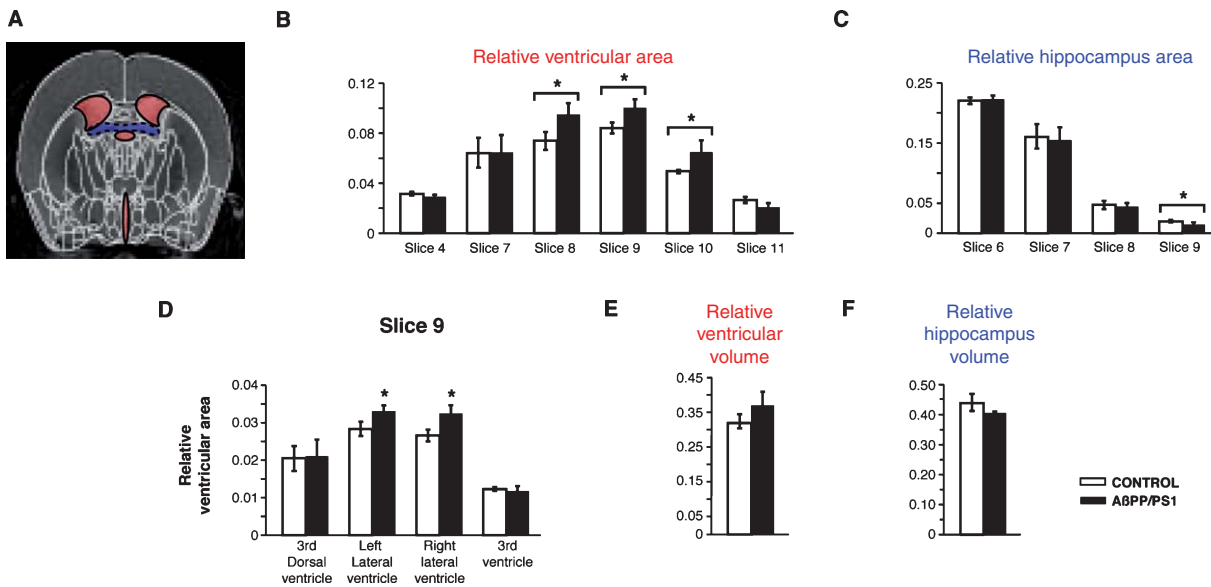 A
B
Relative ventricular area
0.12
0.08
0.04
0
*
*
*
Slice 4
Slice 7
Slice 8
Slice 9
Slice 10
Slice 11
C
Relative hippocampus area
0.25
0.15
0.05
0
*
Slice 6
Slice 7
Slice 8
Slice 9
D
Slice 9
Relative
ventricular area
0.04
0.03
0.02
0.01
0
*
*
3rd
Dorsal
ventricle
Left
Lateral
ventricle
Right
lateral
ventricle
3rd
ventricle
E
Relative
ventricular
volume
0.45
0.35
0.25
0.15
0.05
0
F
Relative
hippocampus
volume
0.50
0.40
0.30
0.20
0.10
0
CONTROL
AßPP/PS1